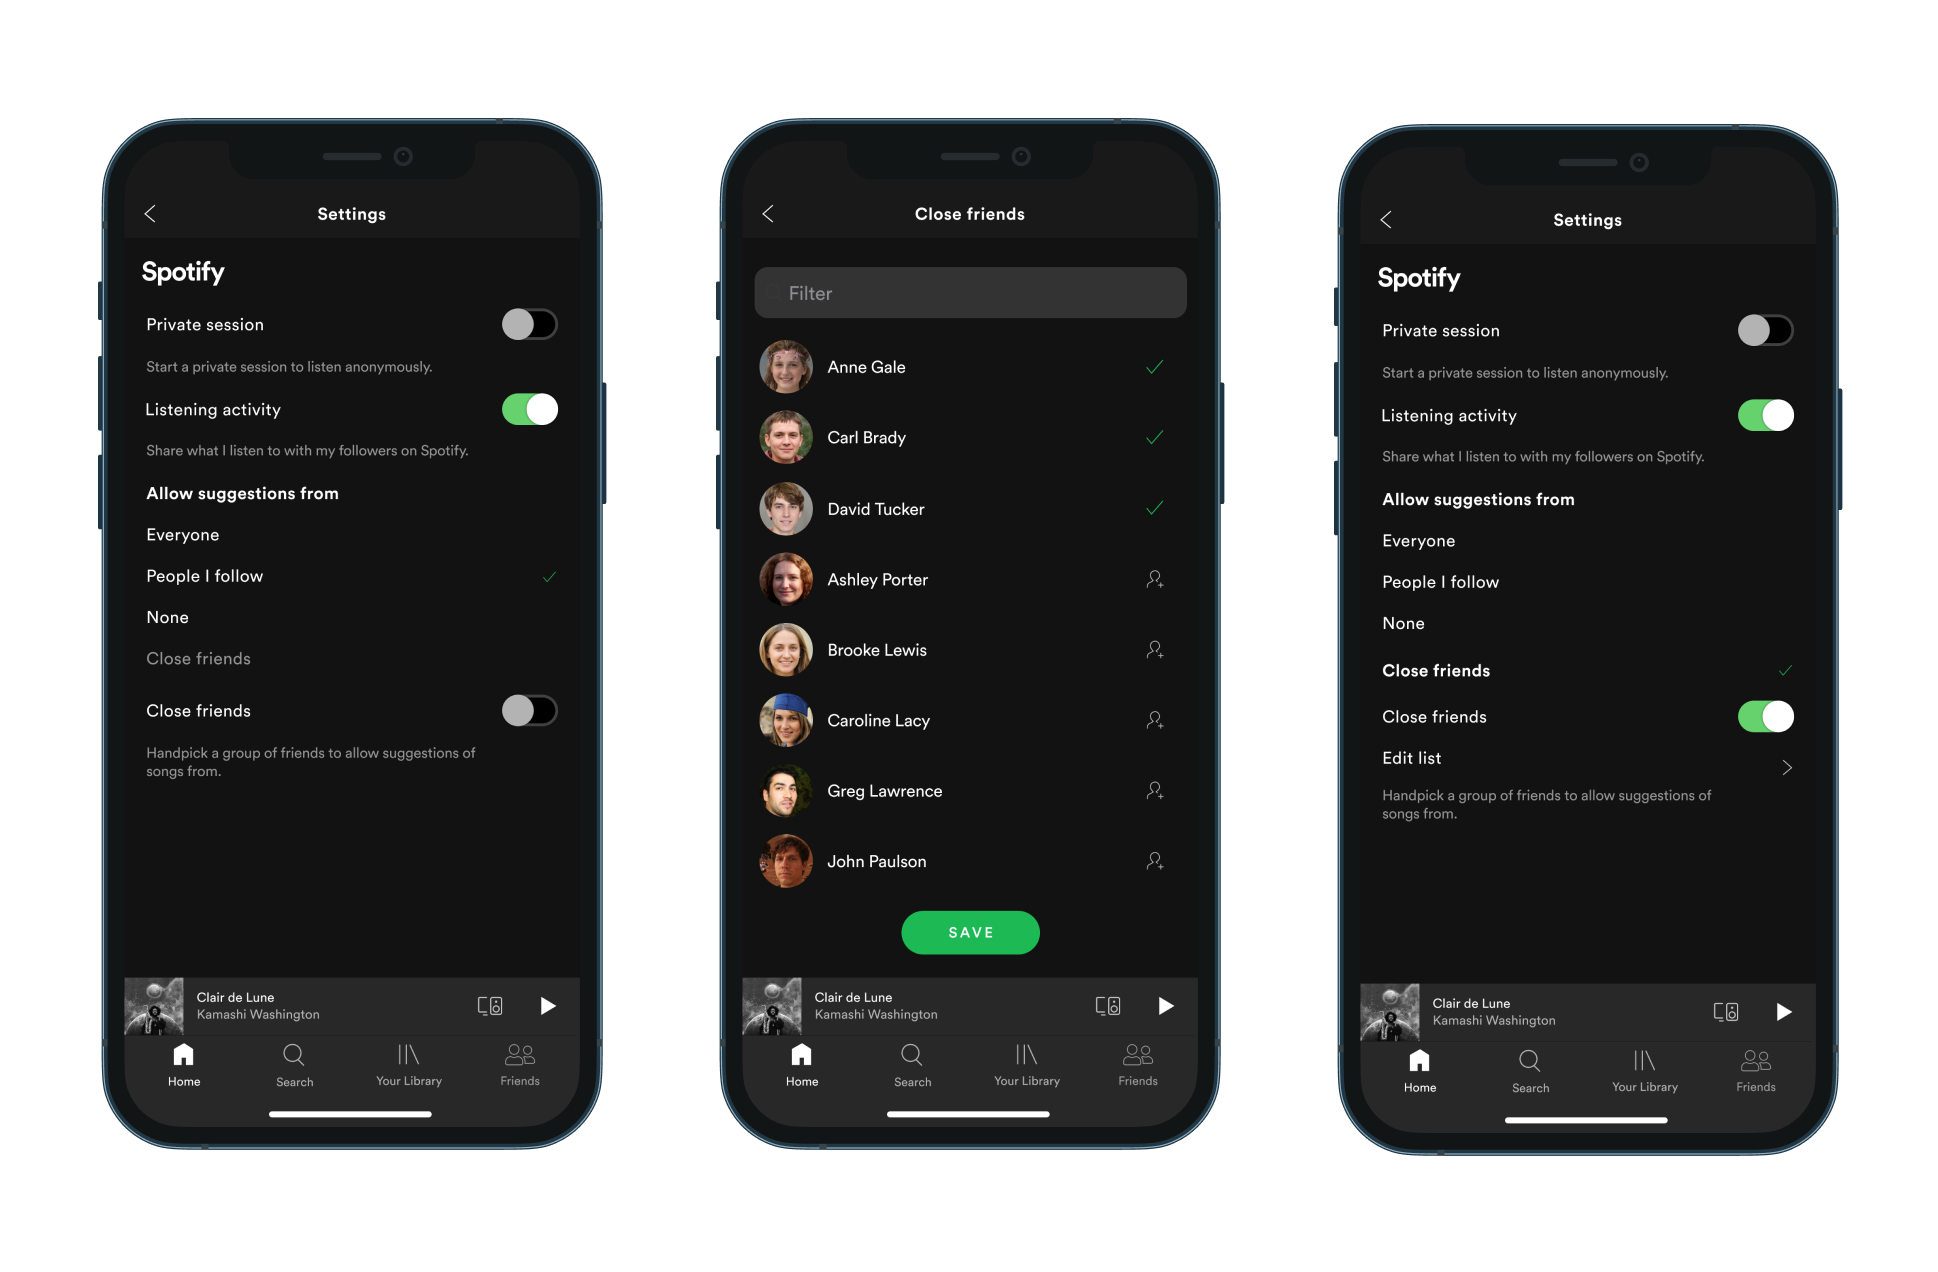 Settings
Spotify
Private session
Start a private session to listen anonymously.
Listening activity
Share what I listen to with my followers on Spotify.
Allow suggestions from
Everyone
People I follow
None
Close friends
Close friends
Handpick a group of friends to allow suggestions of
songs from.
Clair de Lune
Kamashi Washington
Home
Search
Your Library
Friends
Close friends
Filter
Anne Gale
Carl Brady
David Tucker
Ashley Porter
Brooke Lewis
Caroline Lacy
Greg Lawrence
John Paulson
SAVE
Clair de Lune
Kamashi Washington
Home
Search
Your Library
Friends
Settings
Spotify
Private session
Start a private session to listen anonymously.
Listening activity
Share what I listen to with my followers on Spotify.
Allow suggestions from
Everyone
People I follow
None
Close friends
Close friends
Edit list
Handpick a group of friends to allow suggestions of
songs from.
Clair de Lune
Kamashi Washington
Home
Search
Your Library
Friends